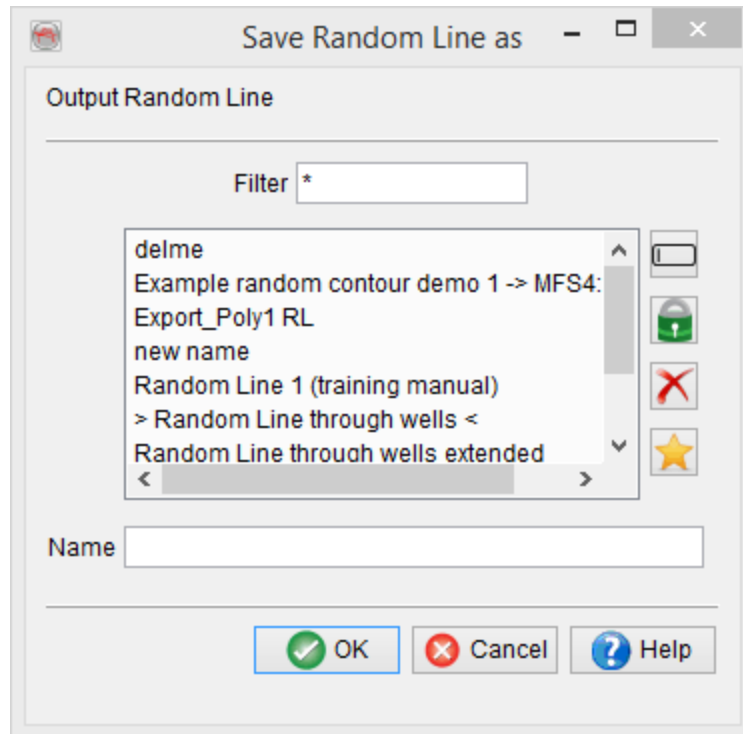 Save Random Line as
Output Random Line
Filter *
delme
Example random contour demo 1 -> MFS4:
Export_Poly1 RL
new name
Random Line 1 (training manual)
> Random Line through wells <
Random Line through wells extended
Name
OK
Cancel
Help